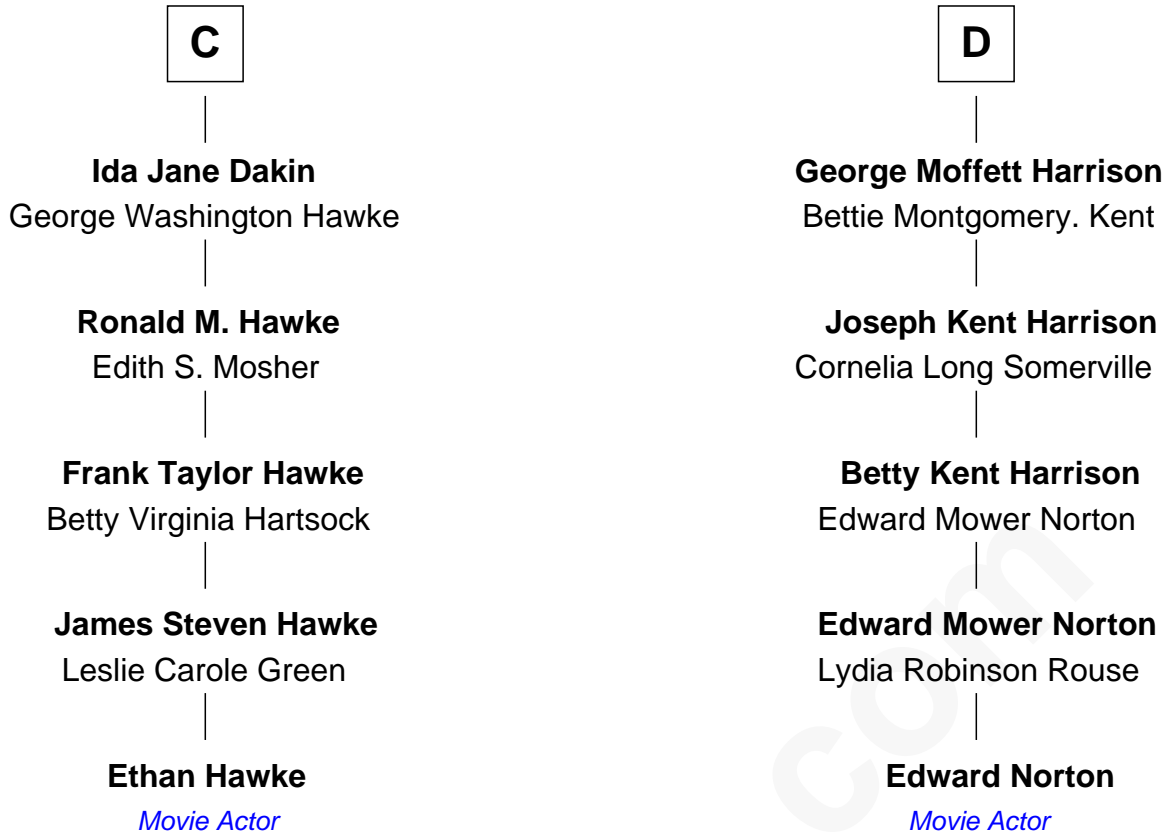 C
Ida Jane Dakin
George Washington Hawke
Ronald M. Hawke
Edith S. Mosher
Frank Taylor Hawke
Betty Virginia Hartsock
James Steven Hawke
Leslie Carole Green
Ethan Hawke
Movie Actor
D
George Moffett Harrison
Bettie Montgomery. Kent
Joseph Kent Harrison
Cornelia Long Somerville
Betty Kent Harrison
Edward Mower Norton
Edward Mower Norton
Lydia Robinson Rouse
Edward Norton
Movie Actor
com